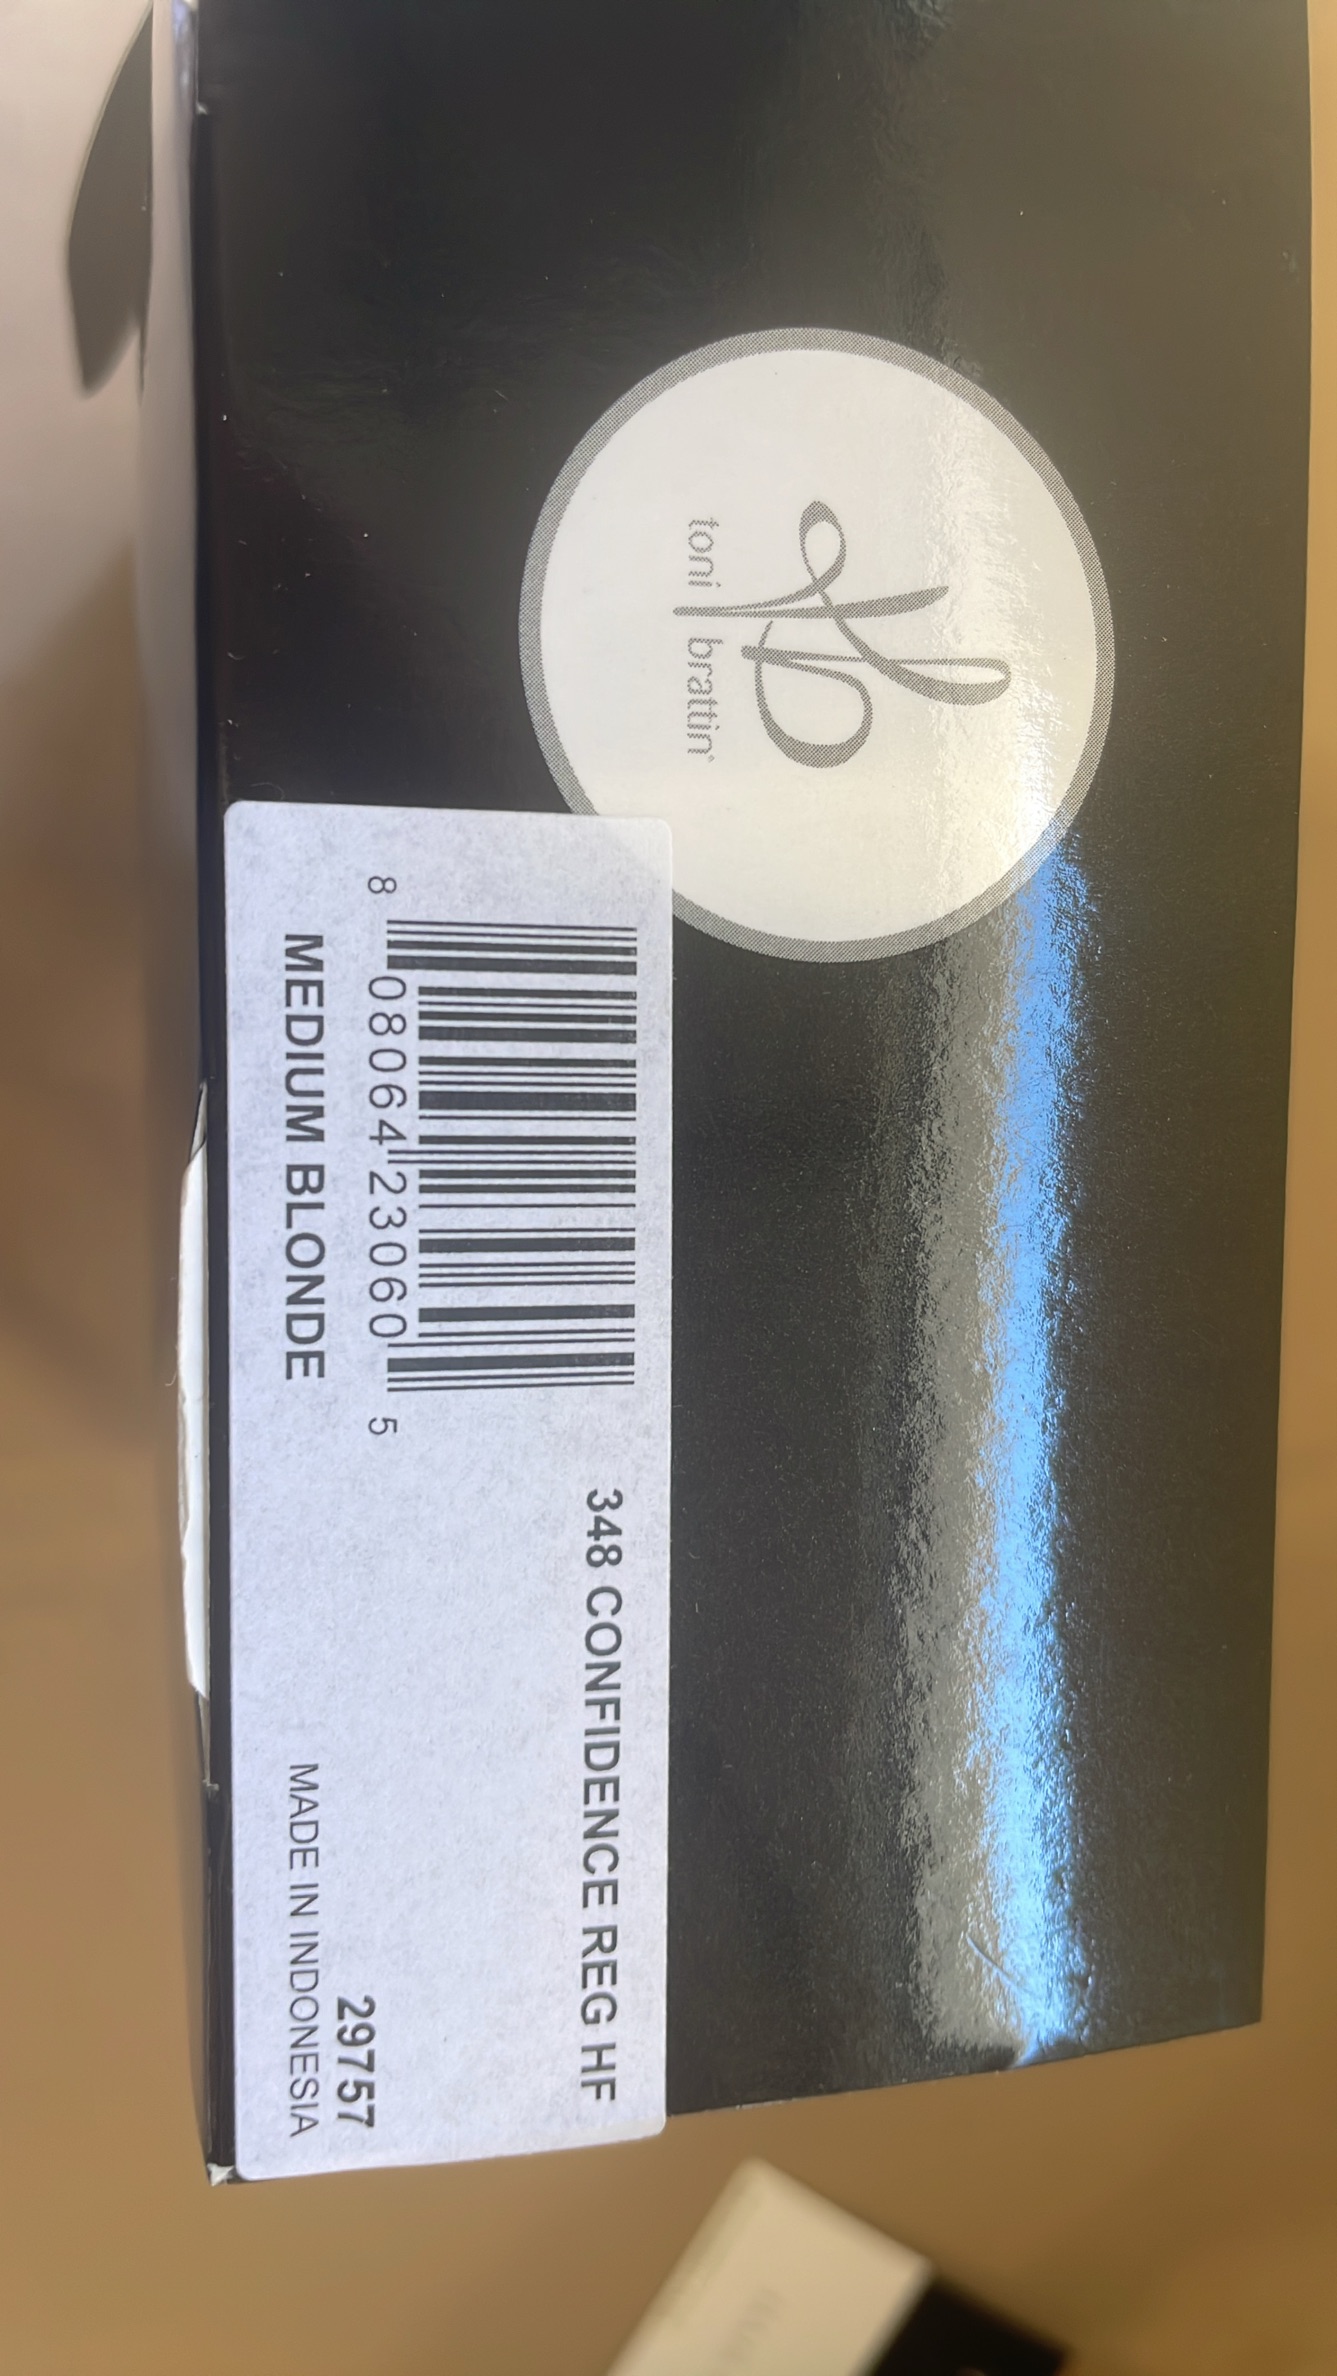 toni brattin
348 CONFIDENCE REG HF
8 08064 23060 5
29757
MEDIUM BLONDE
MADE IN INDONESIA